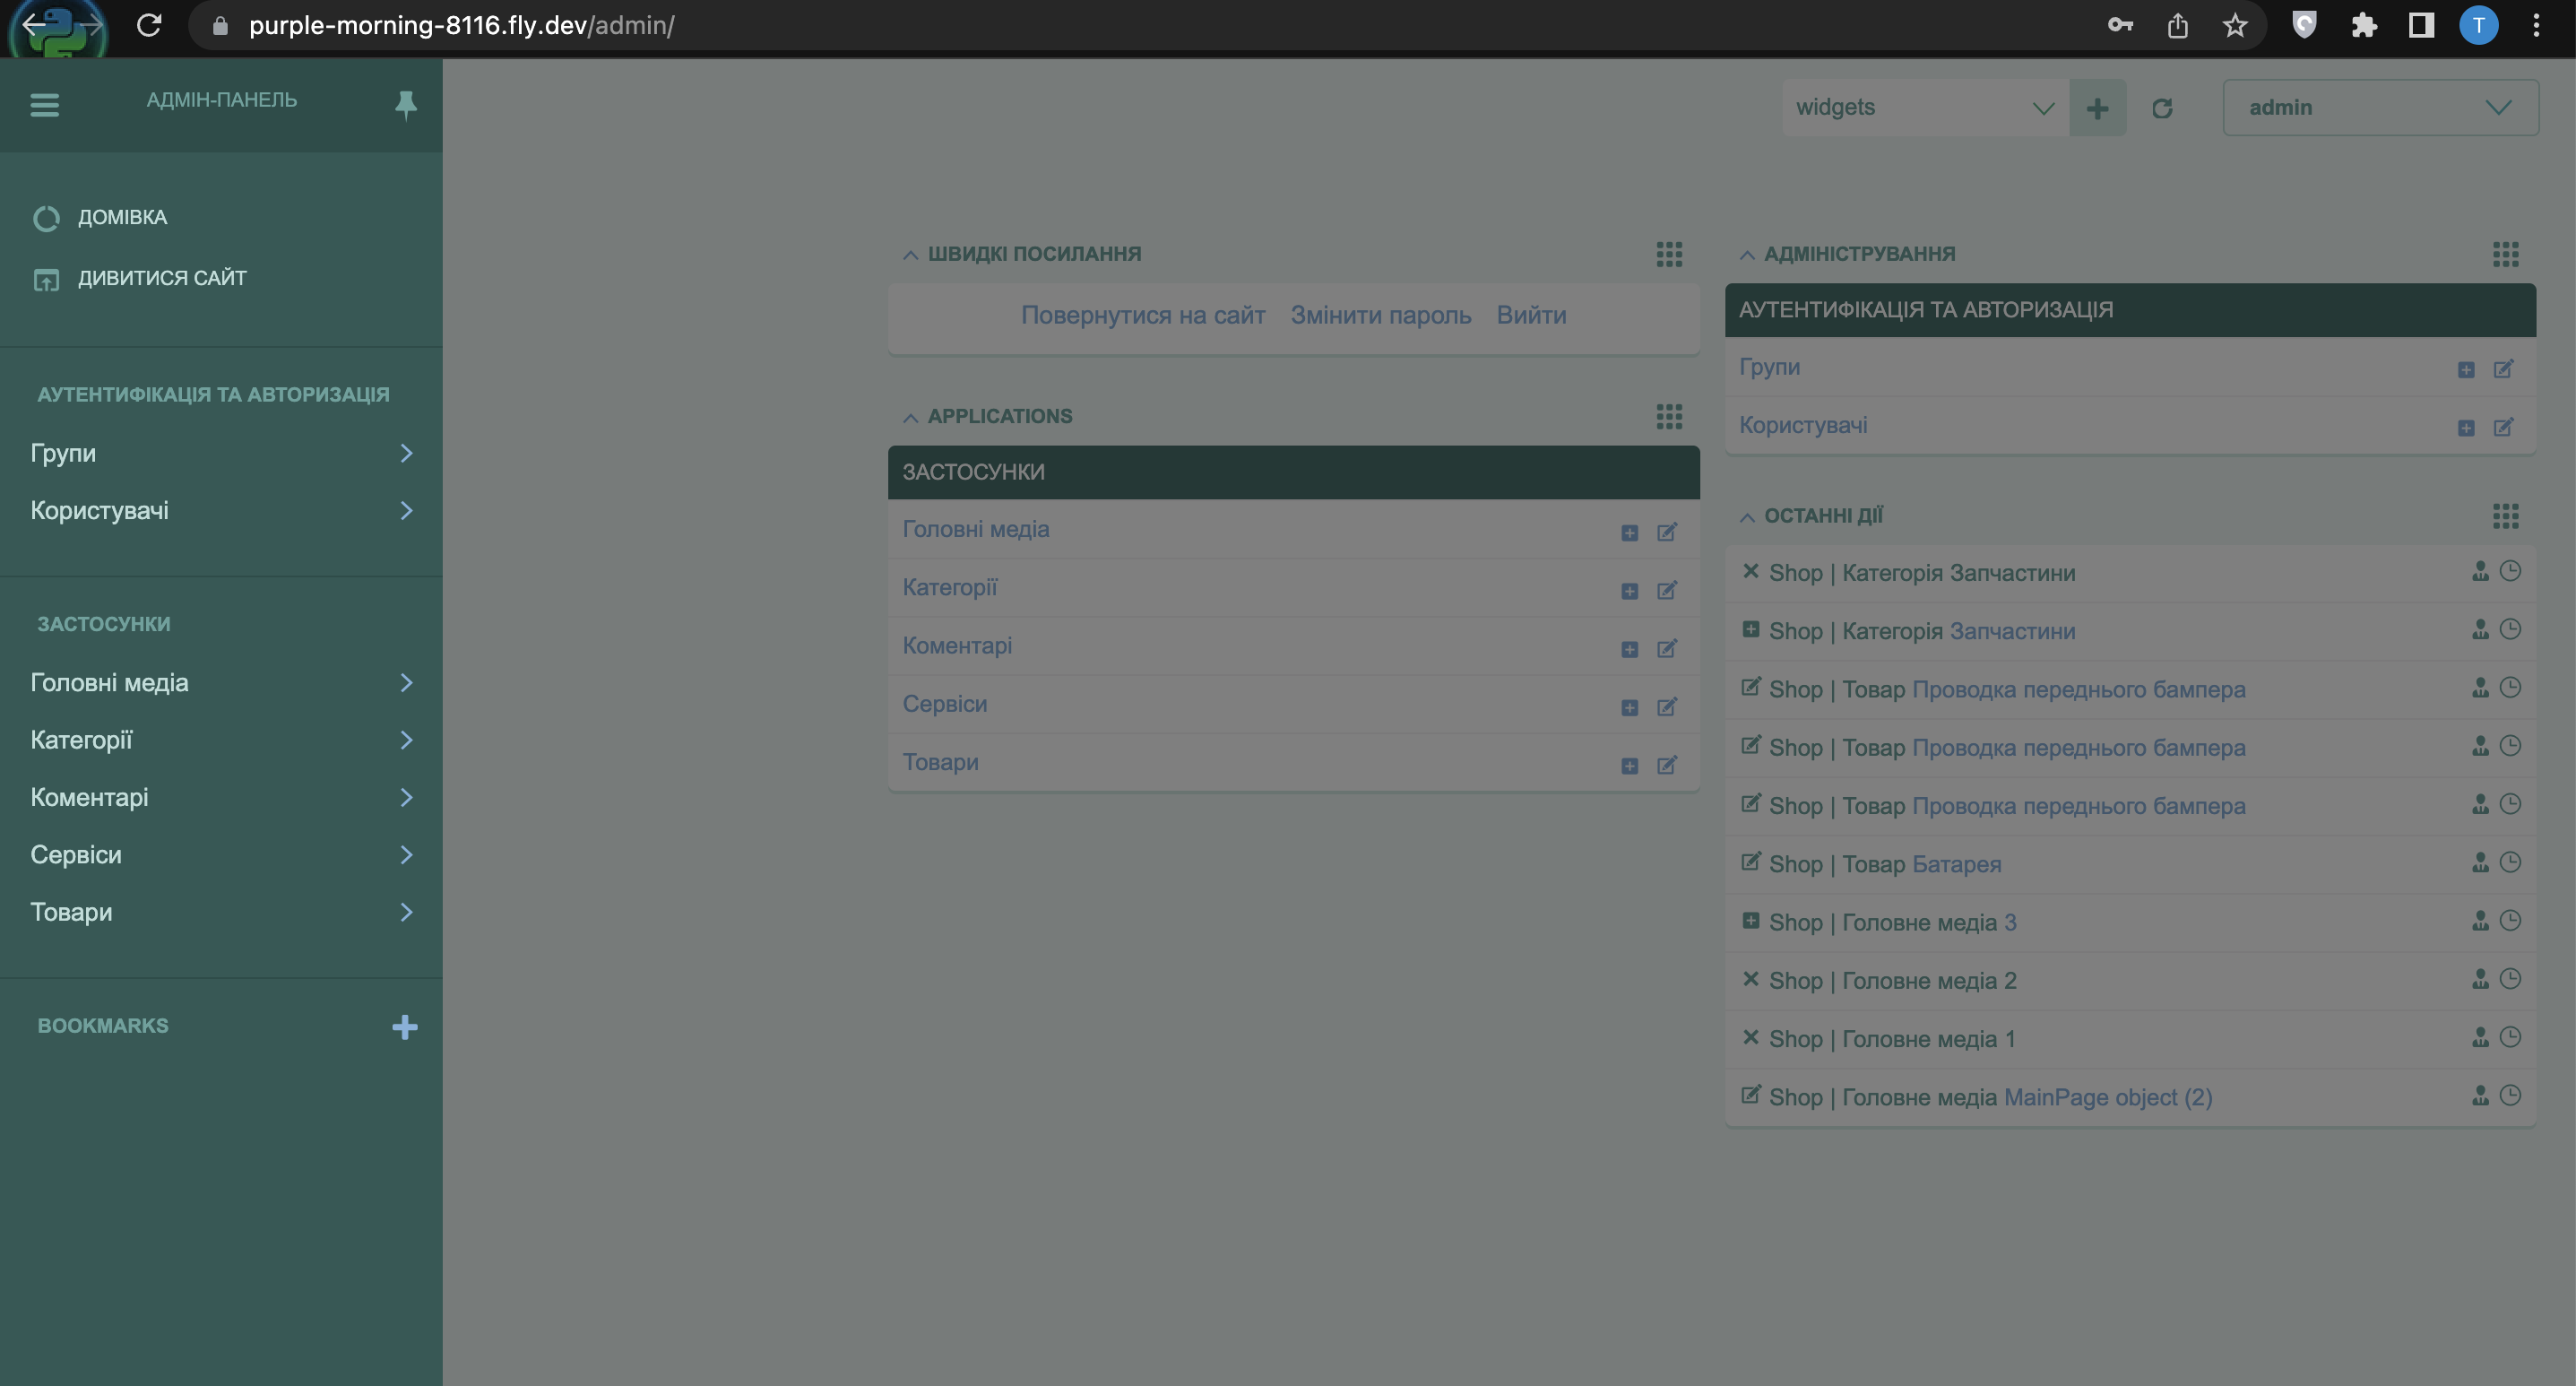 purple-morning-8116.fly.dev/admin/
T
АДМІН-ПАНЕЛЬ
widgets
admin
ДОМІВКА
ДИВИТИСЯ САЙТ
АУТЕНТИФІКАЦІЯ ТА АВТОРИЗАЦІЯ
Групи
Користувачі
ЗАСТОСУНКИ
Головні медіа
Категорії
Коментарі
Сервіси
Товари
BOOKMARKS
ШВИДКІ ПОСИЛАННЯ
Повернутися на сайт Змінити пароль Вийти
APPLICATIONS
ЗАСТОСУНКИ
Головні медіа
Категорії
Коментарі
Сервіси
Товари
АДМІНІСТРУВАННЯ
АУТЕНТИФІКАЦІЯ ТА АВТОРИЗАЦІЯ
Групи
Користувачі
ОСТАННІ ДІЇ
Shop | Категорія Запчастини
Shop | Категорія Запчастини
Shop | Товар Проводка переднього бампера
Shop | Товар Проводка переднього бампера
Shop | Товар Проводка переднього бампера
Shop | Товар Батарея
Shop | Головне медіа 3
Shop | Головне медіа 2
Shop | Головне медіа 1
Shop | Головне медіа MainPage object (2)